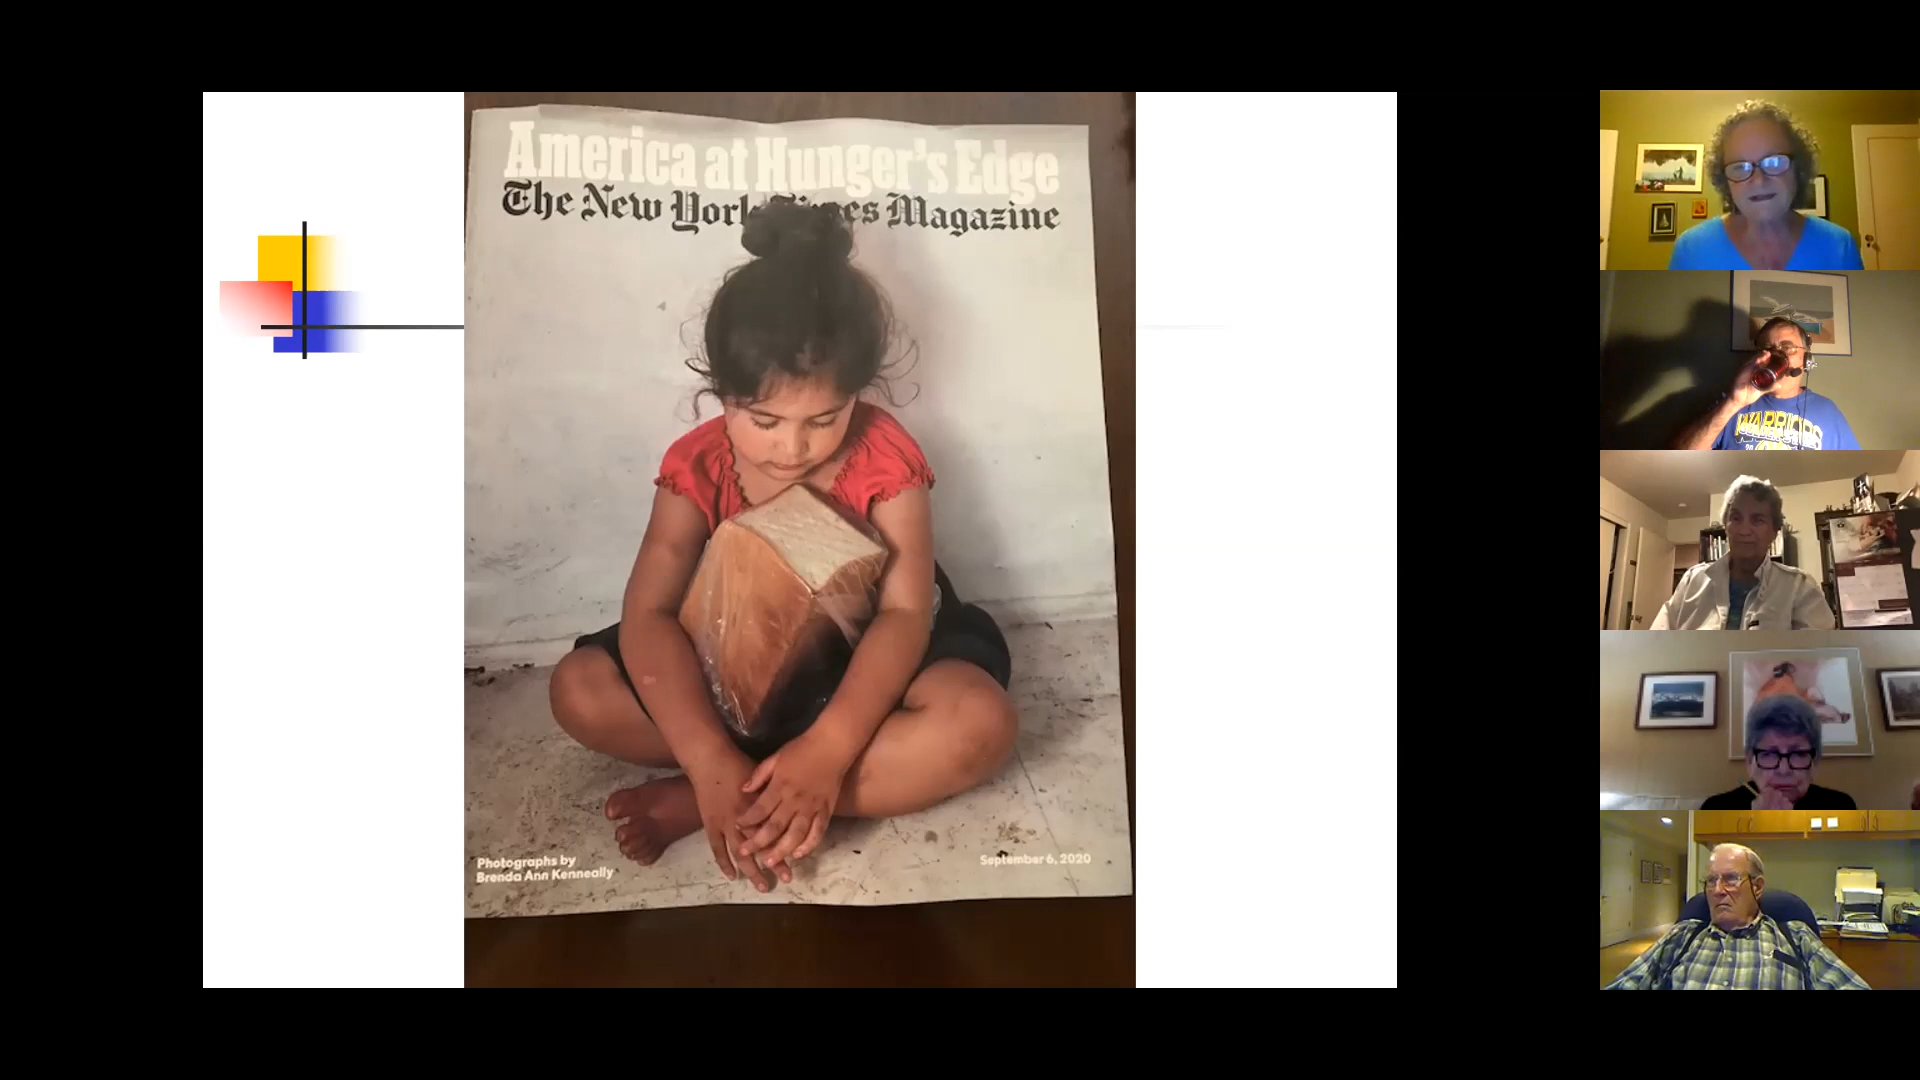 America at Hunger's Edge
The New York Times Magazine
Photographs by
Brenda Ann Kenneally
September 6, 2020
WARRIORS